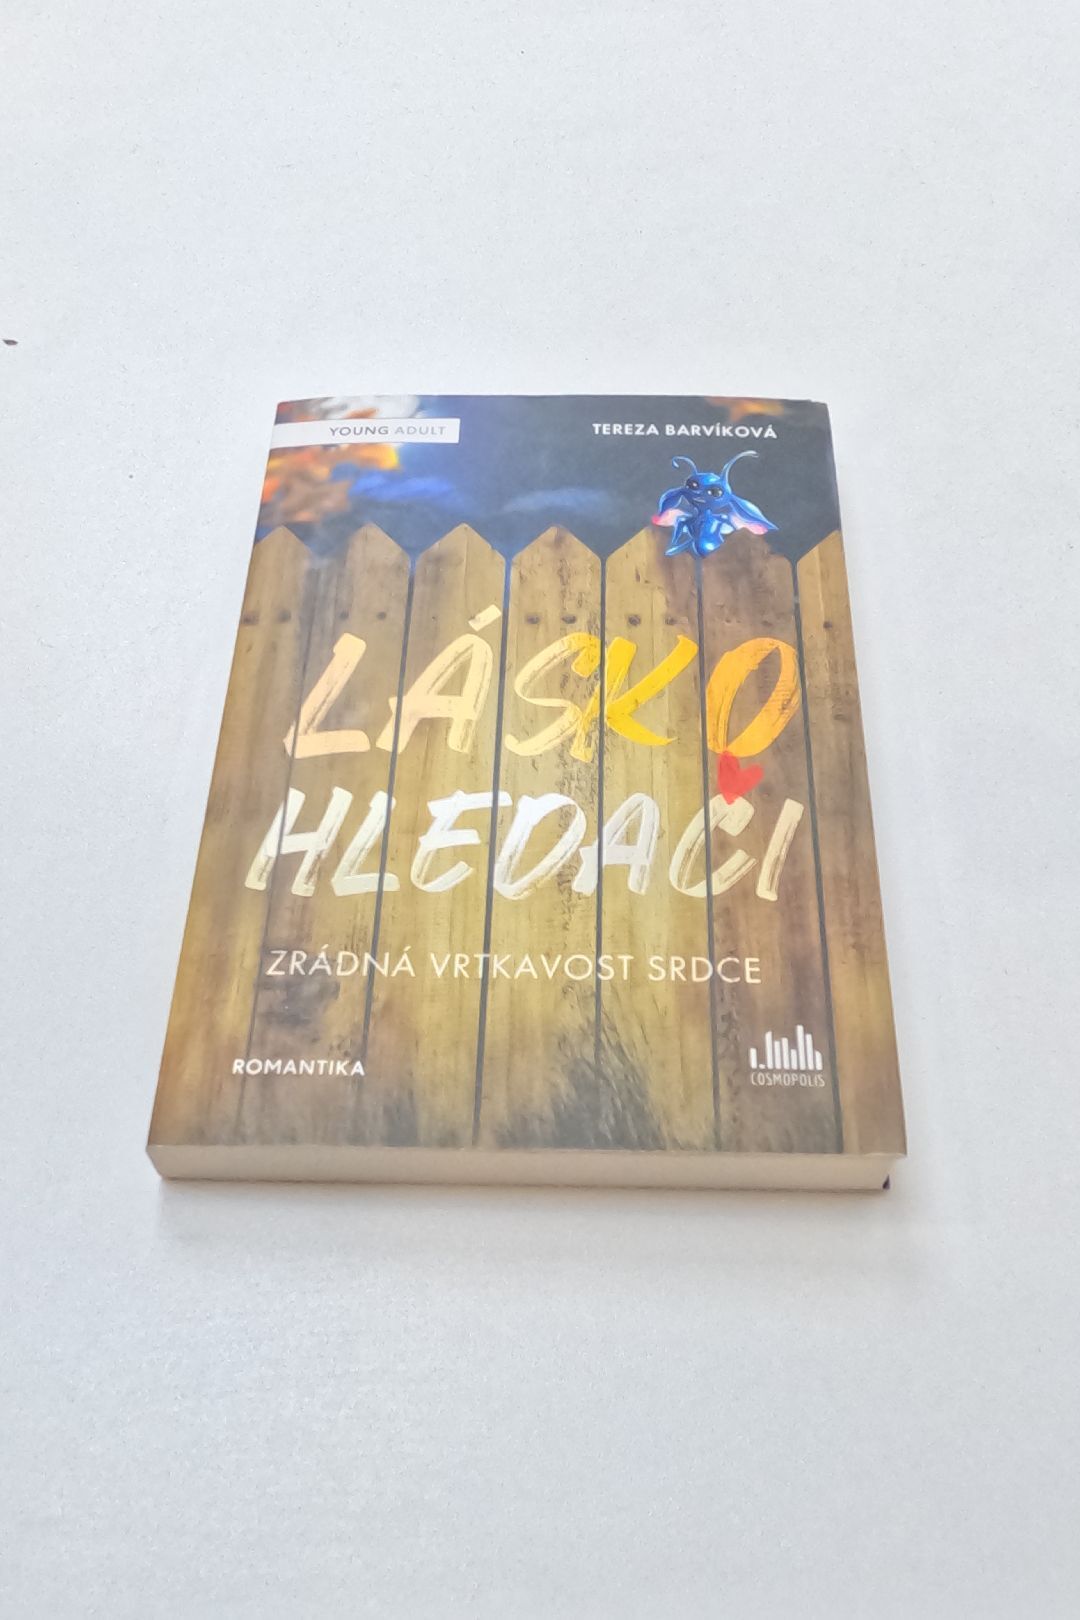 YOUNG ADULT
TEREZA BARVÍKOVÁ
LÁSKO
HLEDAČI
ZRÁDNÁ VRTKAVOST SRDCE
ROMANTIKA
COSMOPOLIS